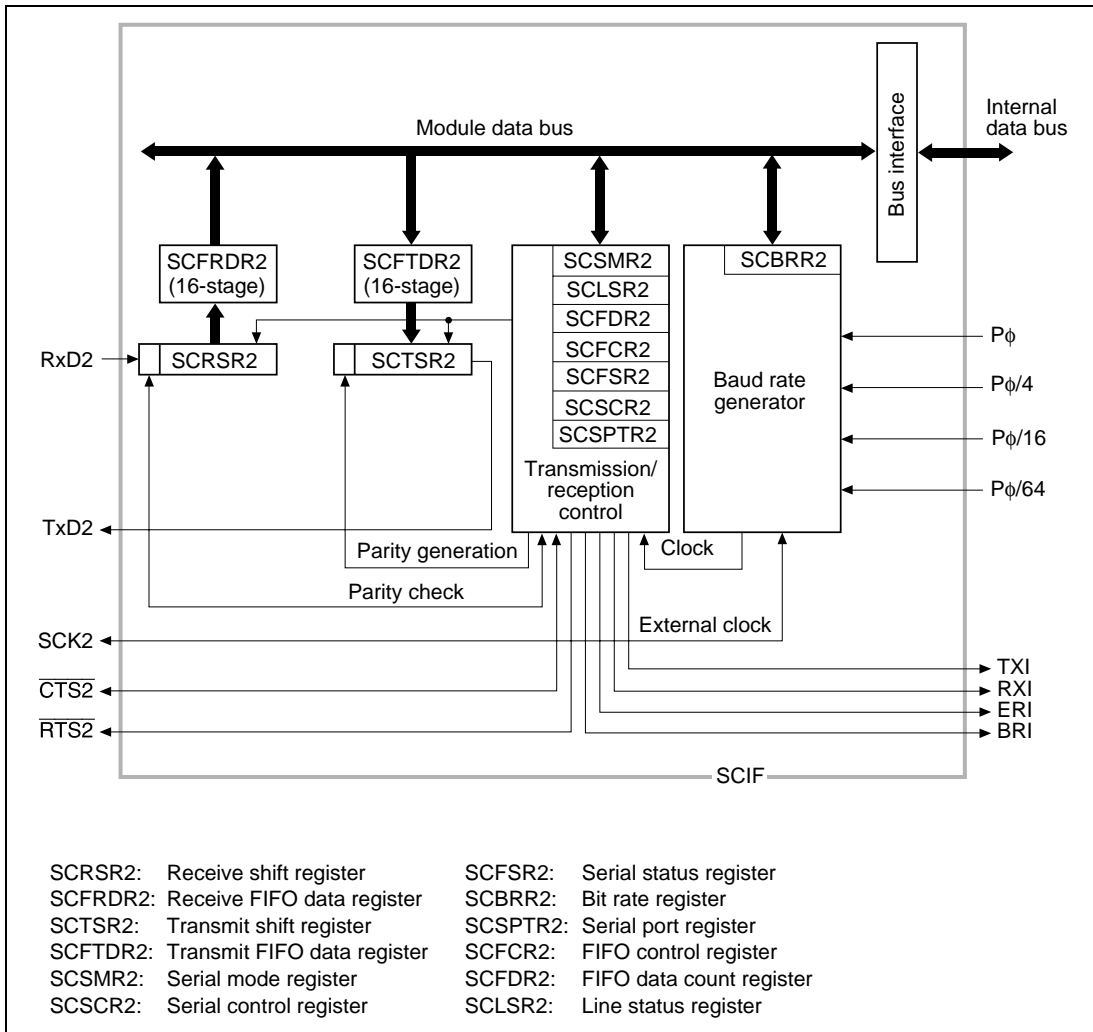 Module data bus
Bus interface
Internal
data bus
SCFRDR2
(16-stage)
SCFTDR2
(16-stage)
SCSMR2
SCLSR2
SCFDR2
SCFCR2
SCFSR2
SCSCR2
SCSPTR2
Transmission/
reception
control
SCBRR2
Baud rate
generator
RxD2
SCRSR2
SCTSR2
Pϕ
Pϕ/4
Pϕ/16
Pϕ/64
TxD2
Parity generation
Clock
Parity check
SCK2
External clock
CTS2
RTS2
TXI
RXI
ERI
BRI
SCIF
SCRSR2: Receive shift register
SCFRDR2: Receive FIFO data register
SCTSR2: Transmit shift register
SCFTDR2: Transmit FIFO data register
SCSMR2: Serial mode register
SCSCR2: Serial control register
SCFSR2: Serial status register
SCBRR2: Bit rate register
SCSPTR2: Serial port register
SCFCR2: FIFO control register
SCFDR2: FIFO data count register
SCLSR2: Line status register